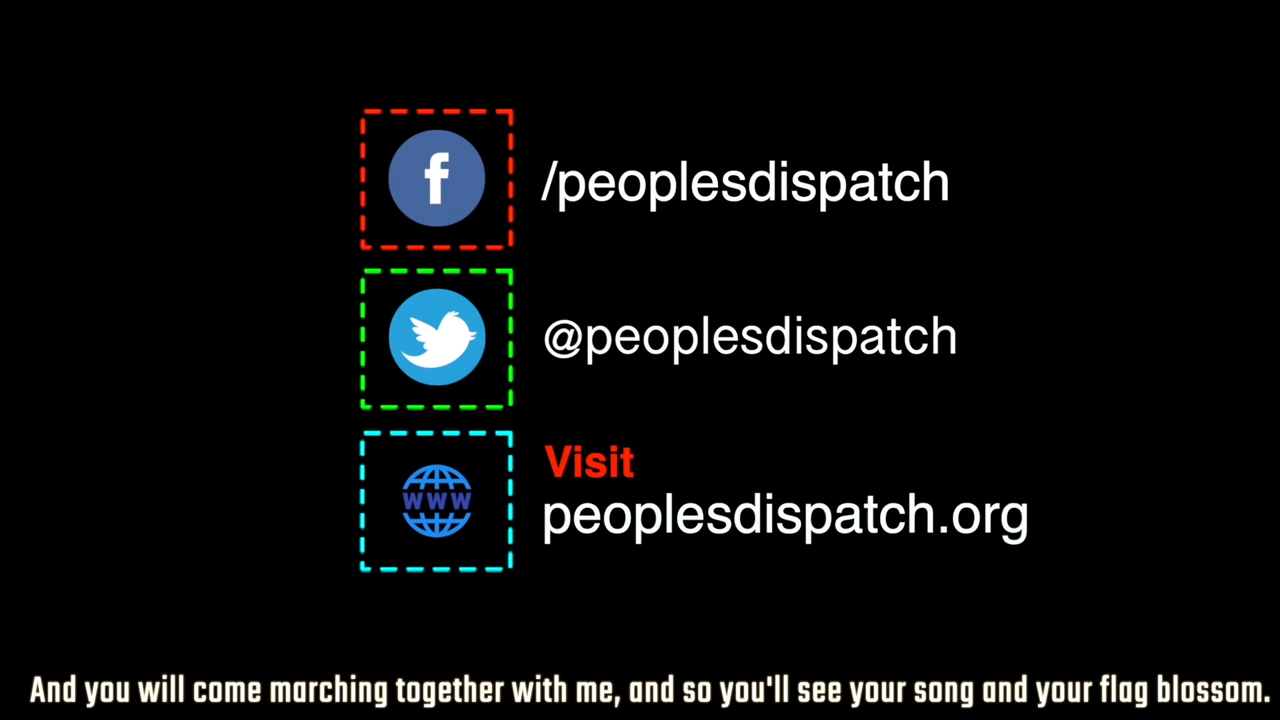 f
/peoplesdispatch
@peoplesdispatch
www
Visit
peoplesdispatch.org
And you will come marching together with me, and so you'll see your song and your flag blossom.